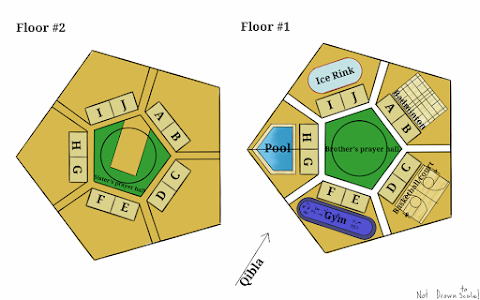 Floor #2
I J
A B
H G
Sister's prayer hall
D C
F E
Floor #1
Ice Rink
I J
Badminton
A B
Pool
H G
Brother's prayer hall
D C
Basketball court
F E
Gym
Qibla
Not Drawn to Scale!